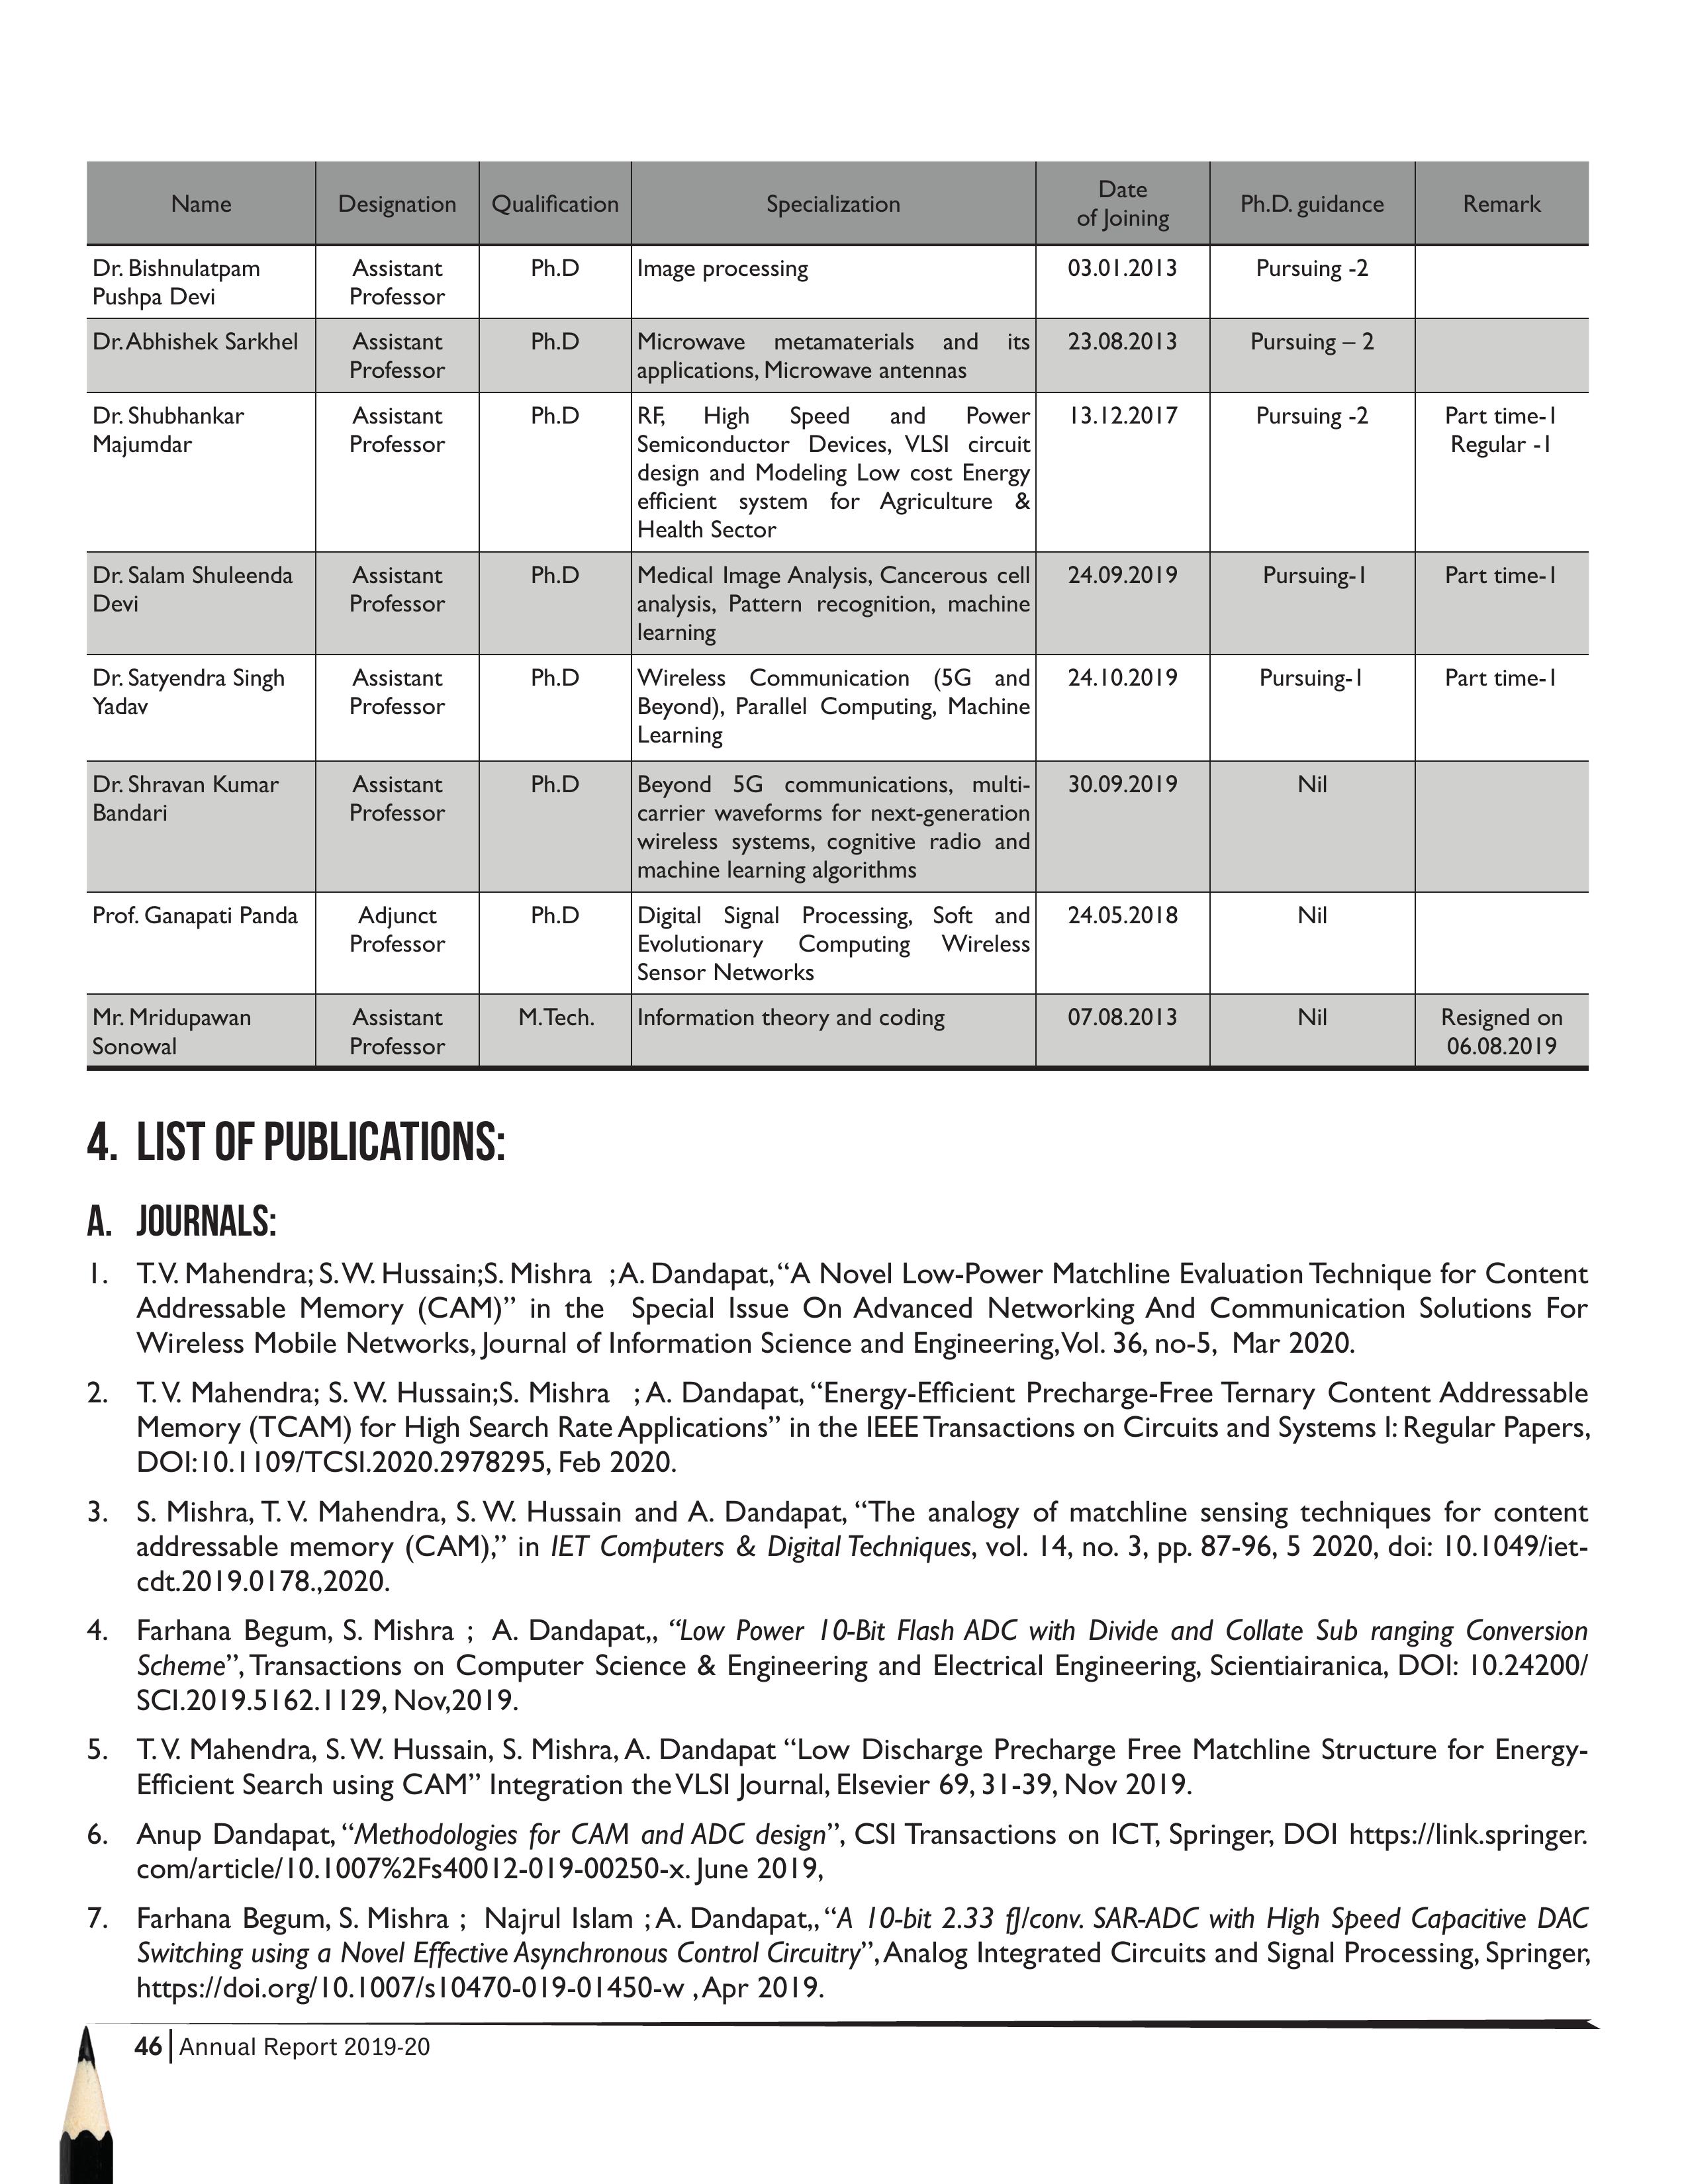 Name Designation Qualification Specialization Date of Joining Ph.D. guidance Remark
Dr. Bishnulatpam Pushpa Devi Assistant Professor Ph.D Image processing 03.01.2013 Pursuing -2
Dr. Abhishek Sarkhel Assistant Professor Ph.D Microwave metamaterials and its applications, Microwave antennas 23.08.2013 Pursuing – 2
Dr. Shubhankar Majumdar Assistant Professor Ph.D RF, High Speed and Power Semiconductor Devices, VLSI circuit design and Modeling Low cost Energy efficient system for Agriculture & Health Sector 13.12.2017 Pursuing -2 Part time-1 Regular -1
Dr. Salam Shuleenda Devi Assistant Professor Ph.D Medical Image Analysis, Cancerous cell analysis, Pattern recognition, machine learning 24.09.2019 Pursuing-1 Part time-1
Dr. Satyendra Singh Yadav Assistant Professor Ph.D Wireless Communication (5G and Beyond), Parallel Computing, Machine Learning 24.10.2019 Pursuing-1 Part time-1
Dr. Shravan Kumar Bandari Assistant Professor Ph.D Beyond 5G communications, multi-carrier waveforms for next-generation wireless systems, cognitive radio and machine learning algorithms 30.09.2019 Nil
Prof. Ganapati Panda Adjunct Professor Ph.D Digital Signal Processing, Soft and Evolutionary Computing Wireless Sensor Networks 24.05.2018 Nil
Mr. Mridupawan Sonowal Assistant Professor M.Tech. Information theory and coding 07.08.2013 Nil Resigned on 06.08.2019
4. LIST OF PUBLICATIONS:
A. JOURNALS:
1. T.V. Mahendra; S.W. Hussain;S. Mishra ; A. Dandapat, “A Novel Low-Power Matchline Evaluation Technique for Content
Addressable Memory (CAM)” in the Special Issue On Advanced Networking And Communication Solutions For
Wireless Mobile Networks, Journal of Information Science and Engineering, Vol. 36, no-5, Mar 2020.
2. T. V. Mahendra; S. W. Hussain;S. Mishra ; A. Dandapat, “Energy-Efficient Precharge-Free Ternary Content Addressable
Memory (TCAM) for High Search Rate Applications” in the IEEE Transactions on Circuits and Systems I: Regular Papers,
DOI:10.1109/TCSI.2020.2978295, Feb 2020.
3. S. Mishra, T. V. Mahendra, S. W. Hussain and A. Dandapat, “The analogy of matchline sensing techniques for content
addressable memory (CAM),” in IET Computers & Digital Techniques, vol. 14, no. 3, pp. 87-96, 5 2020, doi: 10.1049/iet-
cdt.2019.0178.,2020.
4. Farhana Begum, S. Mishra ; A. Dandapat,, “Low Power 10-Bit Flash ADC with Divide and Collate Sub ranging Conversion
Scheme”, Transactions on Computer Science & Engineering and Electrical Engineering, Scientiairanica, DOI: 10.24200/
SCI.2019.5162.1129, Nov,2019.
5. T. V. Mahendra, S. W. Hussain, S. Mishra, A. Dandapat “Low Discharge Precharge Free Matchline Structure for Energy-
Efficient Search using CAM” Integration the VLSI Journal, Elsevier 69, 31-39, Nov 2019.
6. Anup Dandapat, “Methodologies for CAM and ADC design”, CSI Transactions on ICT, Springer, DOI https://link.springer.
com/article/10.1007%2Fs40012-019-00250-x. June 2019,
7. Farhana Begum, S. Mishra ; Najrul Islam ; A. Dandapat,, “A 10-bit 2.33 fJ/conv. SAR-ADC with High Speed Capacitive DAC
Switching using a Novel Effective Asynchronous Control Circuitry”, Analog Integrated Circuits and Signal Processing, Springer,
https://doi.org/10.1007/s10470-019-01450-w , Apr 2019.
46 Annual Report 2019-20